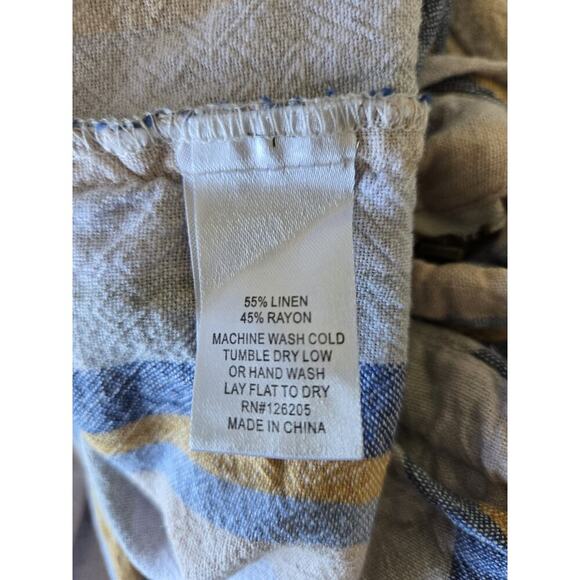 55% LINEN
45% RAYON
MACHINE WASH COLD
TUMBLE DRY LOW
OR HAND WASH
LAY FLAT TO DRY
RN#126205
MADE IN CHINA